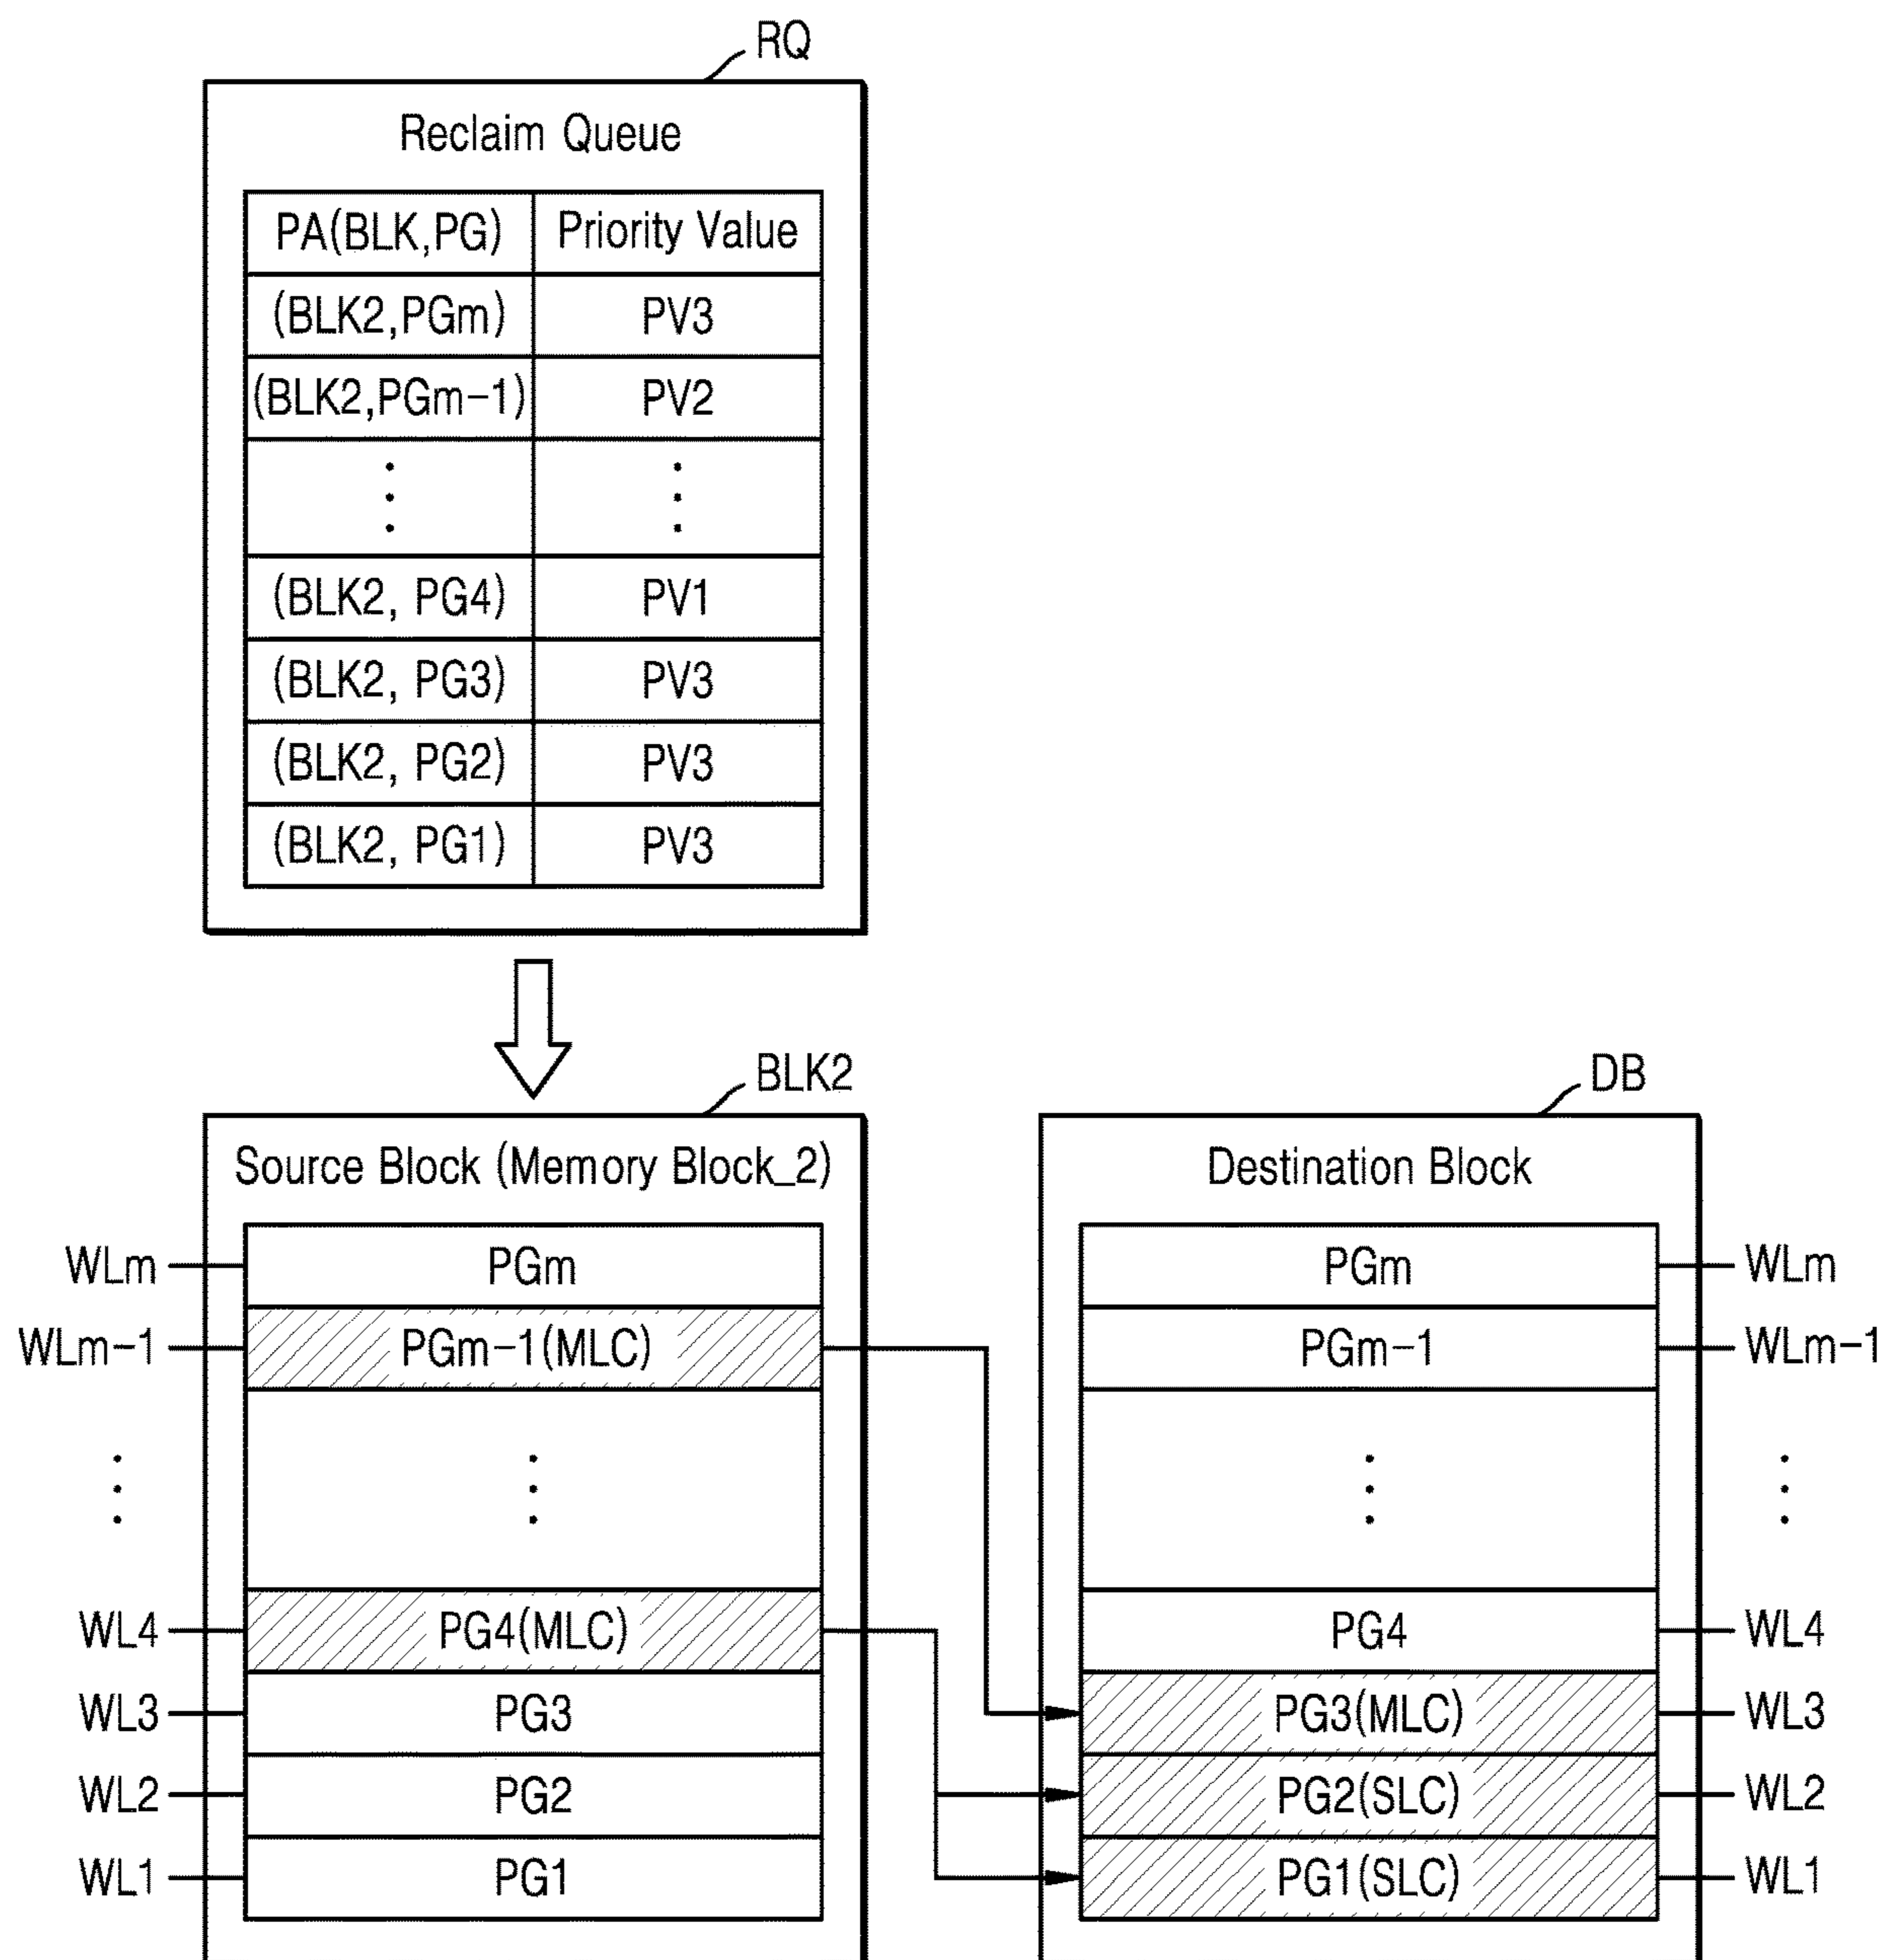 RQ
Reclaim Queue
PA(BLK,PG) Priority Value
(BLK2,PGm) PV3
(BLK2,PGm-1) PV2
(BLK2, PG4) PV1
(BLK2, PG3) PV3
(BLK2, PG2) PV3
(BLK2, PG1) PV3
BLK2
Source Block (Memory Block_2)
WLm PGm
WLm-1 PGm-1(MLC)
WL4 PG4(MLC)
WL3 PG3
WL2 PG2
WL1 PG1
DB
Destination Block
PGm WLm
PGm-1 WLm-1
PG4 WL4
PG3(MLC) WL3
PG2(SLC) WL2
PG1(SLC) WL1